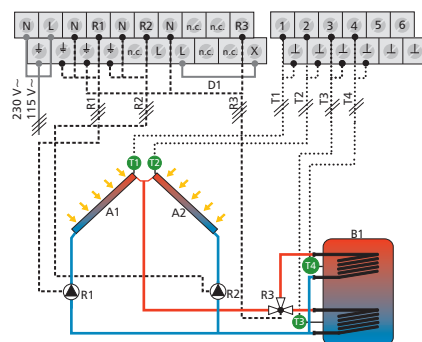 N L N R1 N R2 N n.c. n.c. R3 1 2 3 4 5 6
N L L n.c. X
D1
230 V~
115 V~
R1
R2
R3
T1
T2
T3
T4
T1 T2
A1 A2
B1
T4
R1 R2 R3 T3